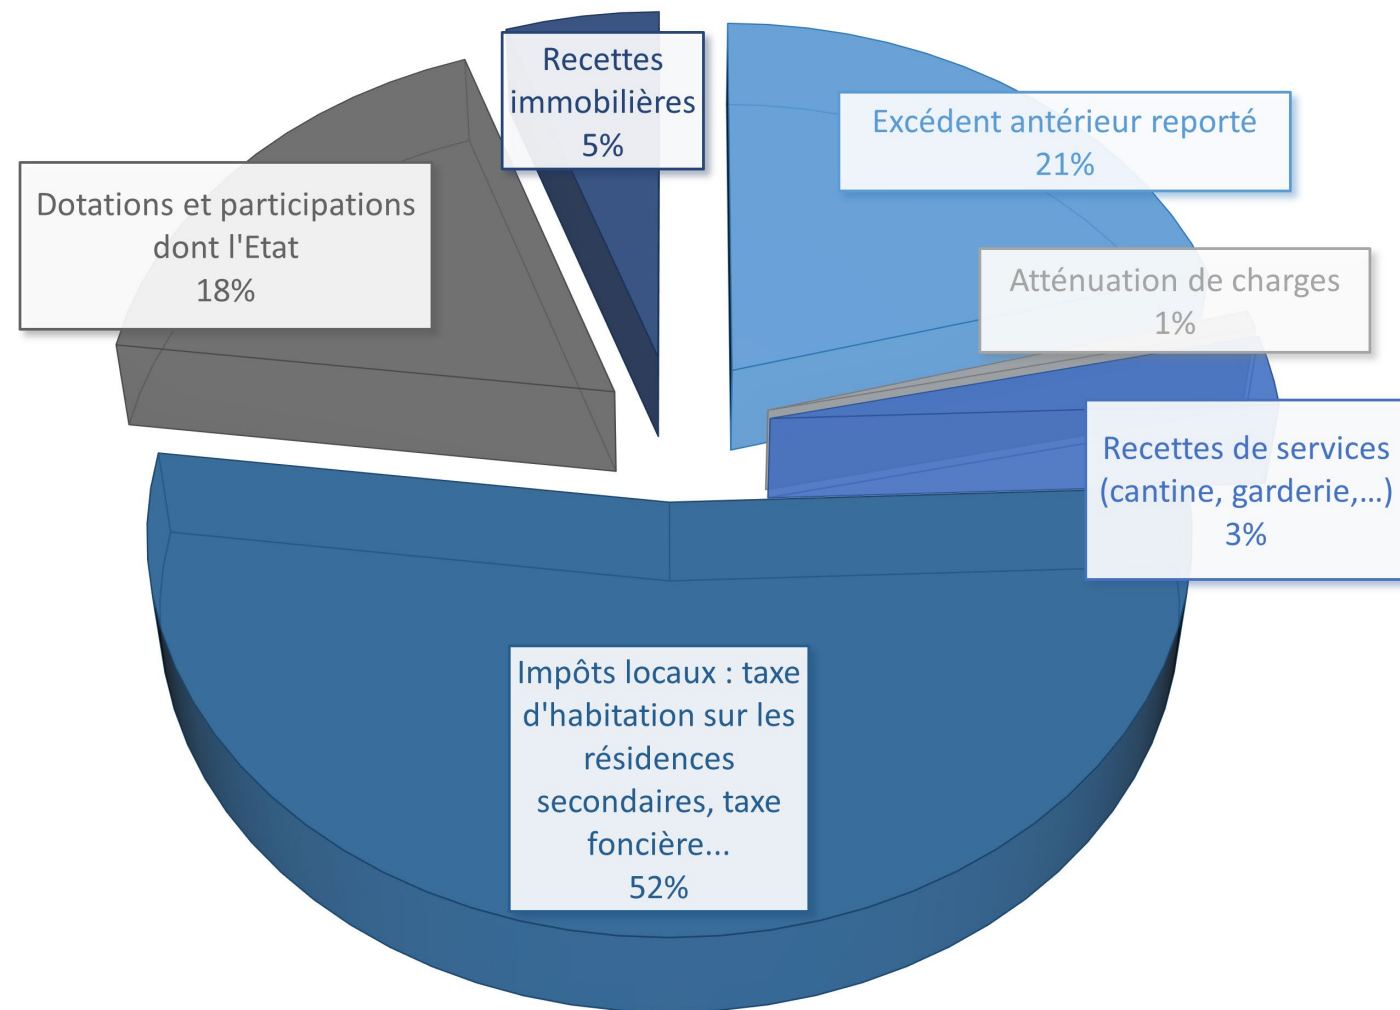 Recettes
immobilières
5%
Excédent antérieur reporté
21%
Dotations et participations
dont l'Etat
18%
Atténuation de charges
1%
Recettes de services
(cantine, garderie,...)
3%
Impôts locaux : taxe
d'habitation sur les
résidences
secondaires, taxe
foncière...
52%